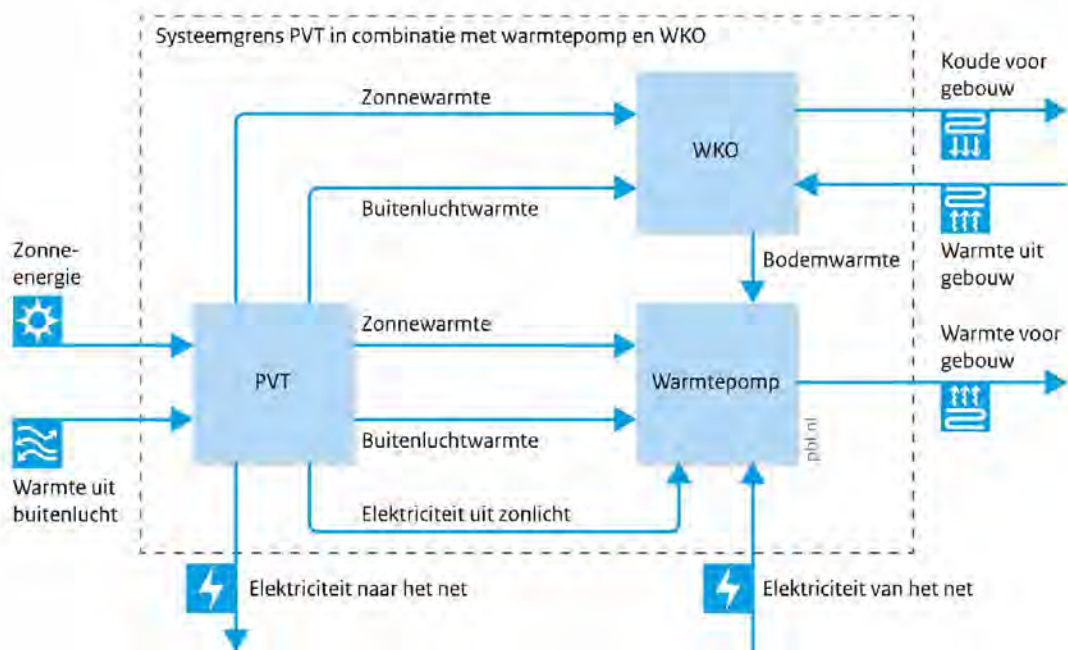 Systeemgrens PVT in combinatie met warmtepomp en WKO
Koude voor
gebouw
Zonnewarmte
WKO
Buitenluchtwarmte
Zonne-
energie
Bodemwarmte
Warmte uit
gebouw
Zonnewarmte
Warmte voor
gebouw
PVT
Warmtepomp
Buitenluchtwarmte
pbl.nl
Warmte uit
buitenlucht
Elektriciteit uit zonlicht
Elektriciteit naar het net
Elektriciteit van het net